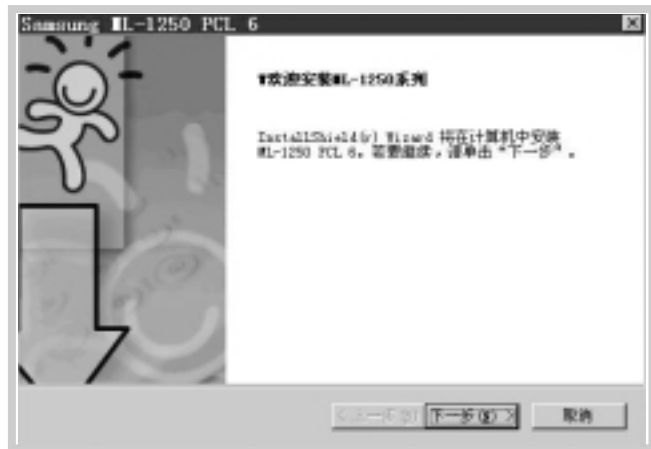 Samsung ML-1250 PCL 6
欢迎安装ML-1250系列
InstallShield(r) Wizard 将在计算机中安装
ML-1250 PCL 6。若要继续，请单击“下一步”。
<上一步(B) 下一步(N) > 取消